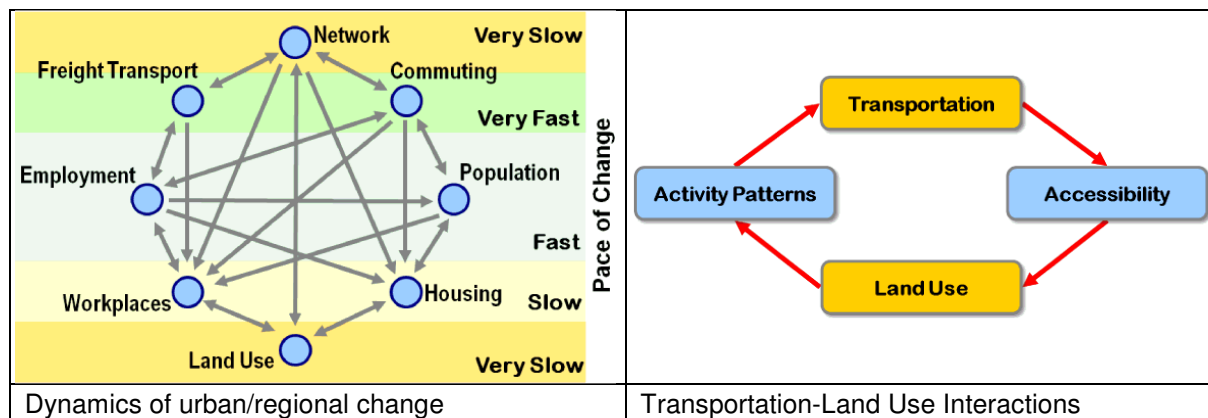 Network
Very Slow
Freight Transport
Commuting
Very Fast
Employment
Population
Fast
Workplaces
Housing
Slow
Land Use
Very Slow
Pace of Change
Dynamics of urban/regional change
Transportation
Activity Patterns
Accessibility
Land Use
Transportation-Land Use Interactions